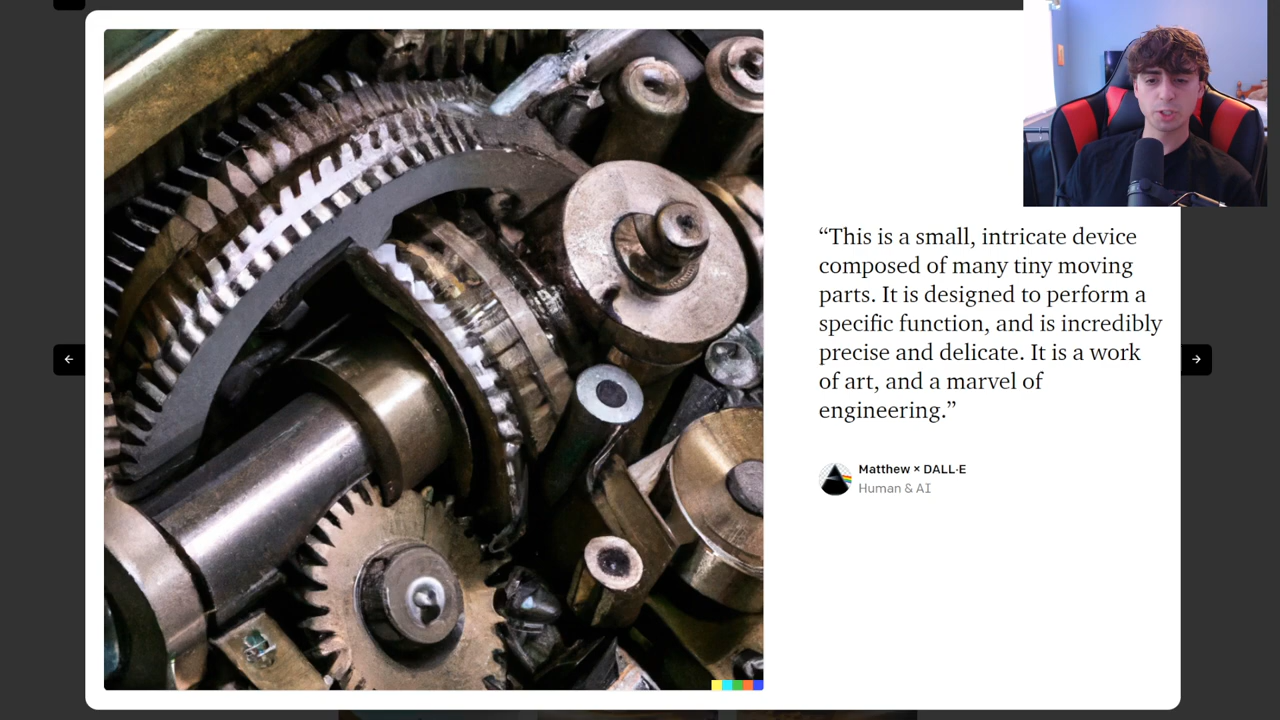 “This is a small, intricate device
composed of many tiny moving
parts. It is designed to perform a
specific function, and is incredibly
precise and delicate. It is a work
of art, and a marvel of
engineering.”
Matthew × DALL·E
Human & AI